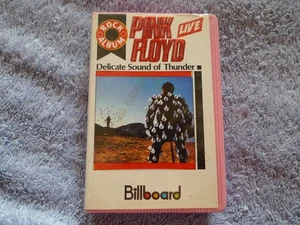 ROCK ALBUM
PINK
FLOYD
LIVE
Delicate Sound of Thunder
Billboard